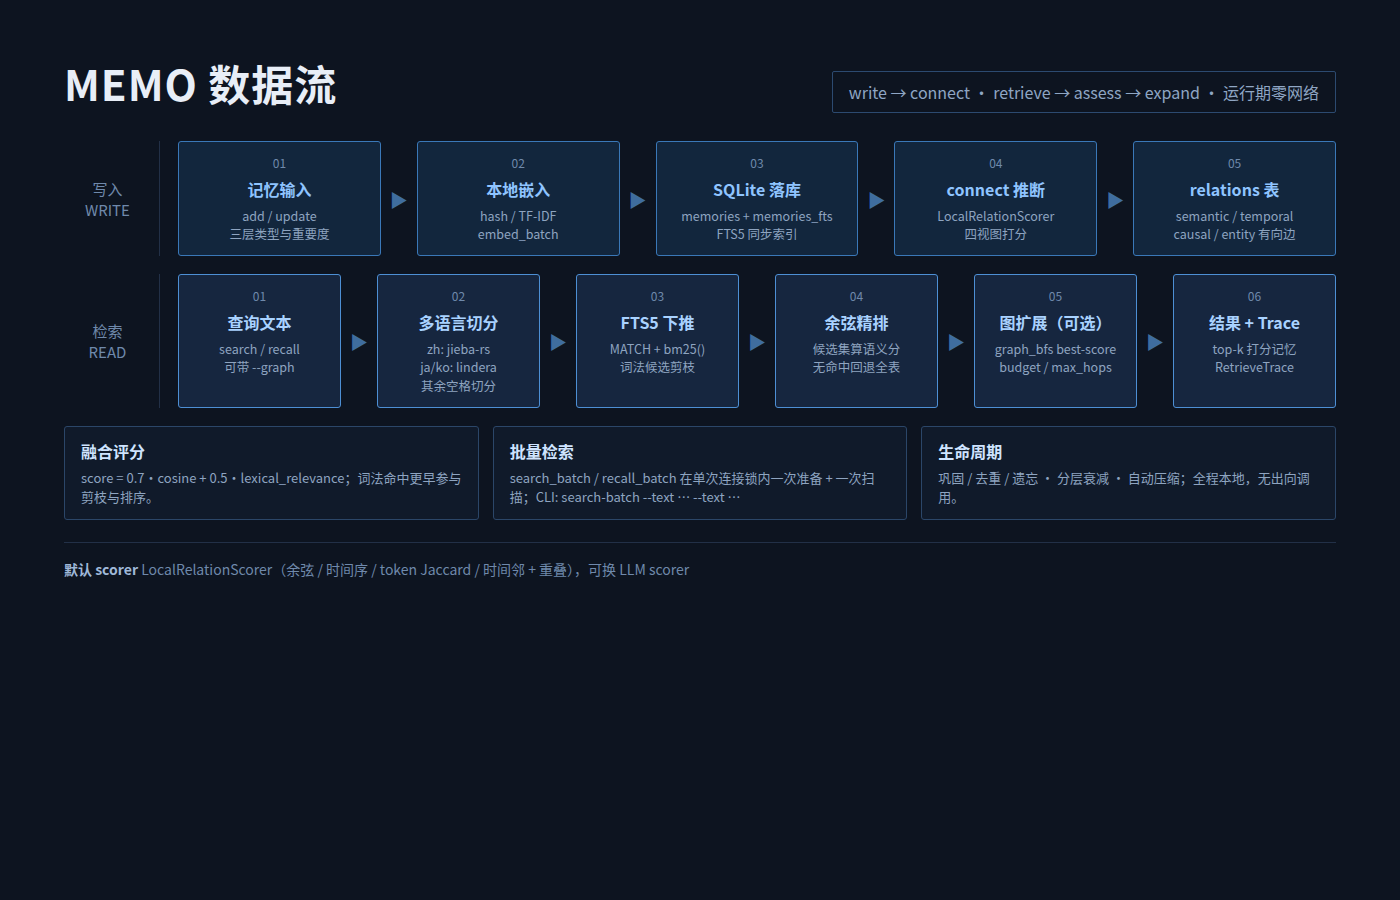 MEMO 数据流
write → connect · retrieve → assess → expand · 运行期零网络
写入
WRITE
01
记忆输入
add / update
三层类型与重要度
02
本地嵌入
hash / TF-IDF
embed_batch
03
SQLite 落库
memories + memories_fts
FTS5 同步索引
04
connect 推断
LocalRelationScorer
四视图打分
05
relations 表
semantic / temporal
causal / entity 有向边
检索
READ
01
查询文本
search / recall
可带 --graph
02
多语言切分
zh: jieba-rs
ja/ko: lindera
其余空格切分
03
FTS5 下推
MATCH + bm25()
词法候选剪枝
04
余弦精排
候选集算语义分
无命中回退全表
05
图扩展（可选）
graph_bfs best-score
budget / max_hops
06
结果 + Trace
top-k 打分记忆
RetrieveTrace
融合评分
score = 0.7 · cosine + 0.5 · lexical_relevance；词法命中更早参与
剪枝与排序。
批量检索
search_batch / recall_batch 在单次连接锁内一次准备 + 一次扫
描；CLI: search-batch --text … --text …
生命周期
巩固 / 去重 / 遗忘 · 分层衰减 · 自动压缩；全程本地，无出向调
用。
默认 scorer LocalRelationScorer（余弦 / 时间序 / token Jaccard / 时间邻 + 重叠），可换 LLM scorer